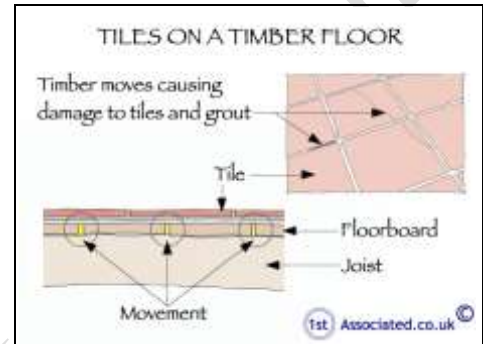 TILES ON A TIMBER FLOOR
Timber moves causing
damage to tiles and grout
Tile
Floorboard
Joist
Movement
1st Associated.co.uk©